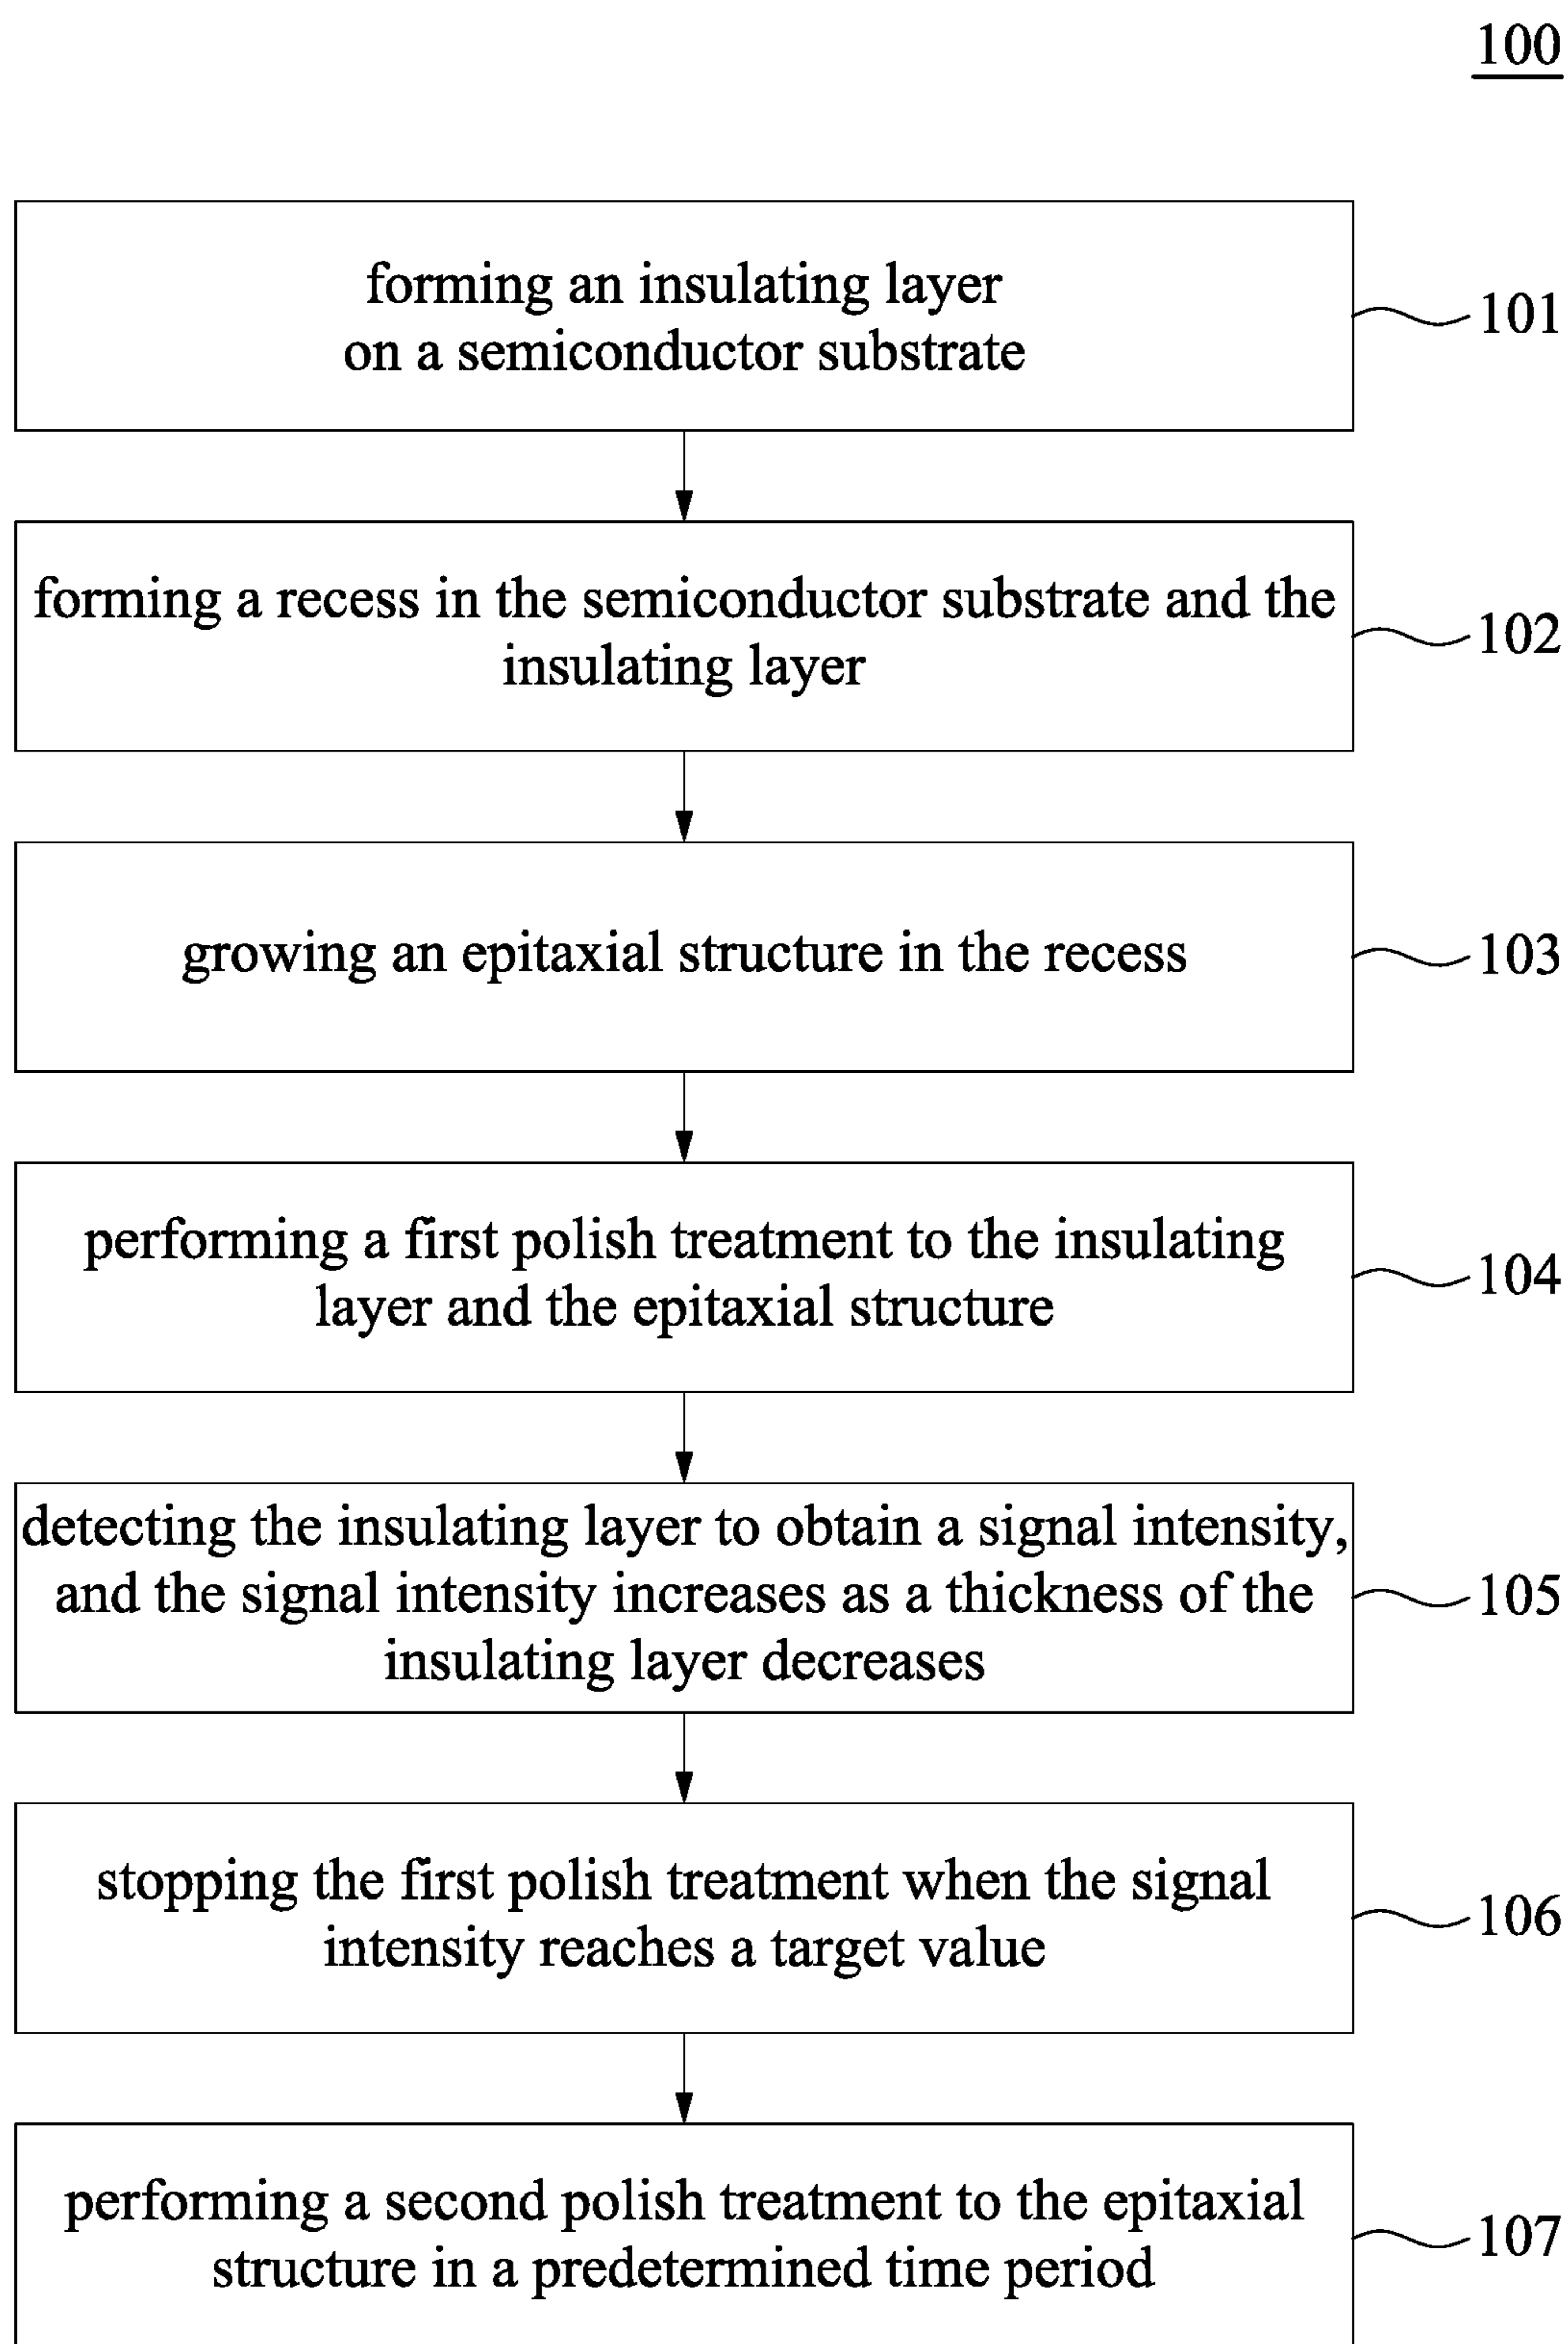 100
forming an insulating layer
on a semiconductor substrate
101
forming a recess in the semiconductor substrate and the
insulating layer
102
growing an epitaxial structure in the recess
103
performing a first polish treatment to the insulating
layer and the epitaxial structure
104
detecting the insulating layer to obtain a signal intensity,
and the signal intensity increases as a thickness of the
insulating layer decreases
105
stopping the first polish treatment when the signal
intensity reaches a target value
106
performing a second polish treatment to the epitaxial
structure in a predetermined time period
107